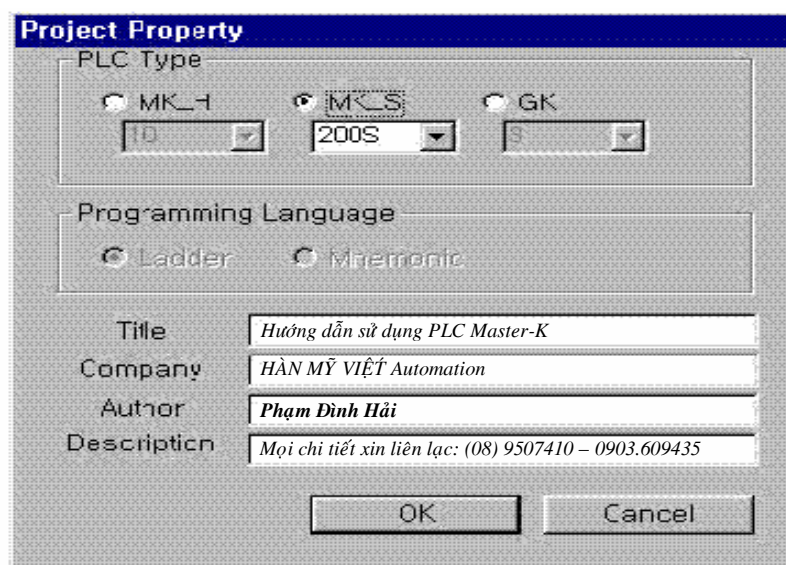 Project Property
PLC Type
MK_H MK_S GK
10 200S S
Programming Language
Ladder Mnemonic
Title Hướng dẫn sử dụng PLC Master-K
Company HÀN MỸ VIỆT Automation
Author Phạm Đình Hải
Description Mọi chi tiết xin liên lạc: (08) 9507410 – 0903.609435
OK Cancel